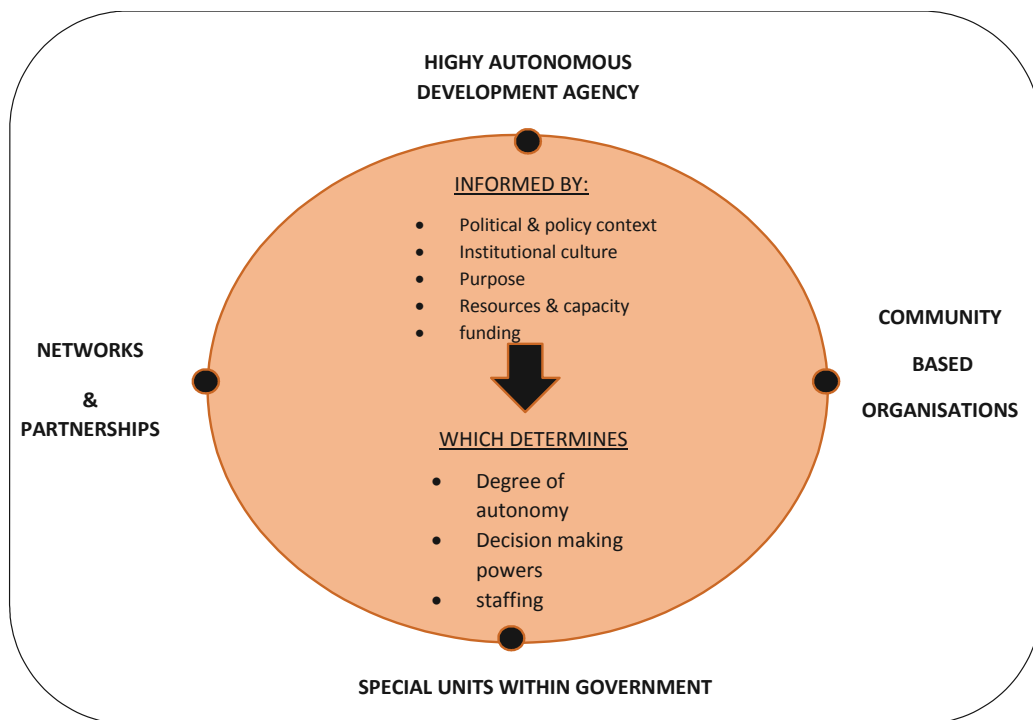 HIGHY AUTONOMOUS
DEVELOPMENT AGENCY
INFORMED BY:
• Political & policy context
• Institutional culture
• Purpose
• Resources & capacity
• funding
NETWORKS
&
PARTNERSHIPS
COMMUNITY
BASED
ORGANISATIONS
WHICH DETERMINES
• Degree of
autonomy
• Decision making
powers
• staffing
SPECIAL UNITS WITHIN GOVERNMENT